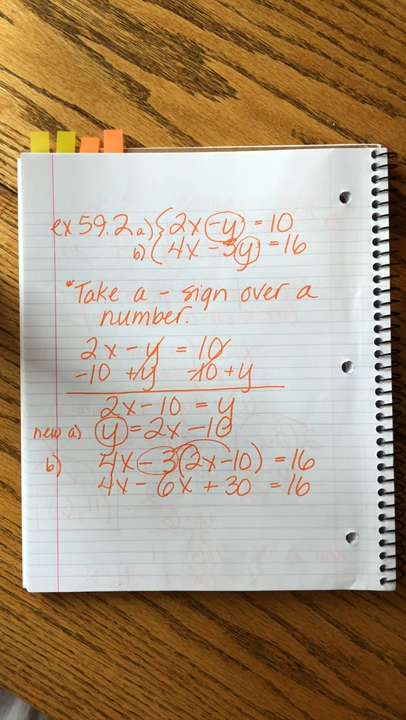 ex 59.2 a) { 2x - y = 10
b) ( 4x - 3y = 16
*Take a - sign over a
number.
2x - y = 10
-10 + y -10 + y
2x - 10 = y
new a) y = 2x - 10
b) 4x - 3(2x - 10) = 16
4x - 6x + 30 = 16